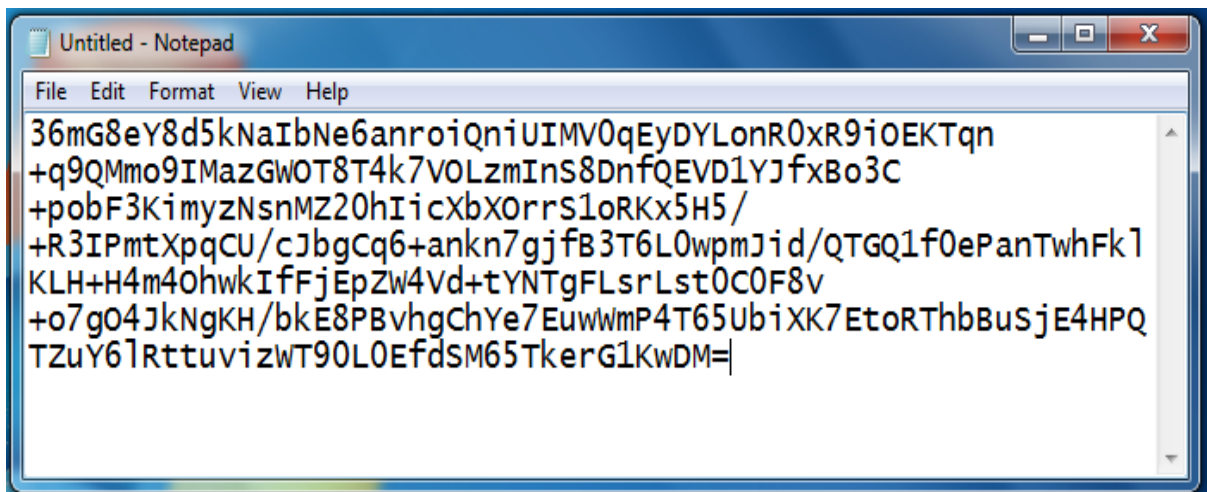 Untitled - Notepad
File Edit Format View Help
36mG8eY8d5kNaIbNe6anroiQniUIMV0qEyDYLonR0xR9iOEKTqn
+q9QMmo9IMazGWOT8T4k7VOLzmInS8DnfQEVD1YJfxBo3C
+pobF3KimyzNsnMZ20hIicXbXOrrS1oRKx5H5/
+R3IPmtXpqCU/cJbgCq6+ankn7gjfB3T6L0wpmJid/QTGQ1f0ePanTwhFkl
KLH+H4m4OhwkIfFjEpZW4Vd+tYNTgFLsrLst0C0F8v
+o7gO4JkNgKH/bkE8PBvhgChYe7EuwWmP4T65UbiXK7EtoRThbBuSjE4HPQ
TZuY6lRttuvizWT90L0EfdSM65TkerG1KwDM=